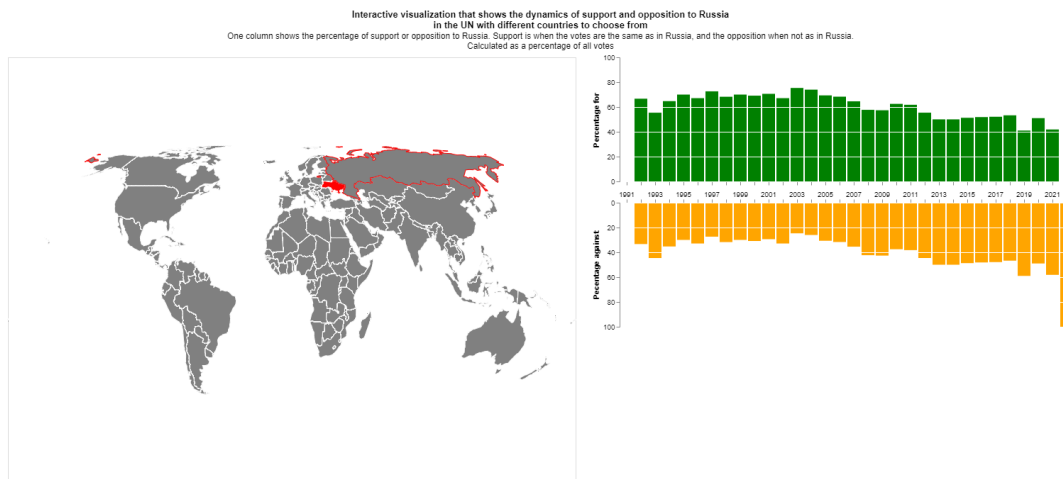 Interactive visualization that shows the dynamics of support and opposition to Russia
in the UN with different countries to choose from
One column shows the percentage of support or opposition to Russia. Support is when the votes are the same as in Russia, and the opposition when not as in Russia.
Calculated as a percentage of all votes
100
80
60
40
20
0
Percentage for
1991 1993 1995 1997 1999 2001 2003 2005 2007 2009 2011 2013 2015 2017 2019 2021
0
20
40
60
80
100
Pecentage against